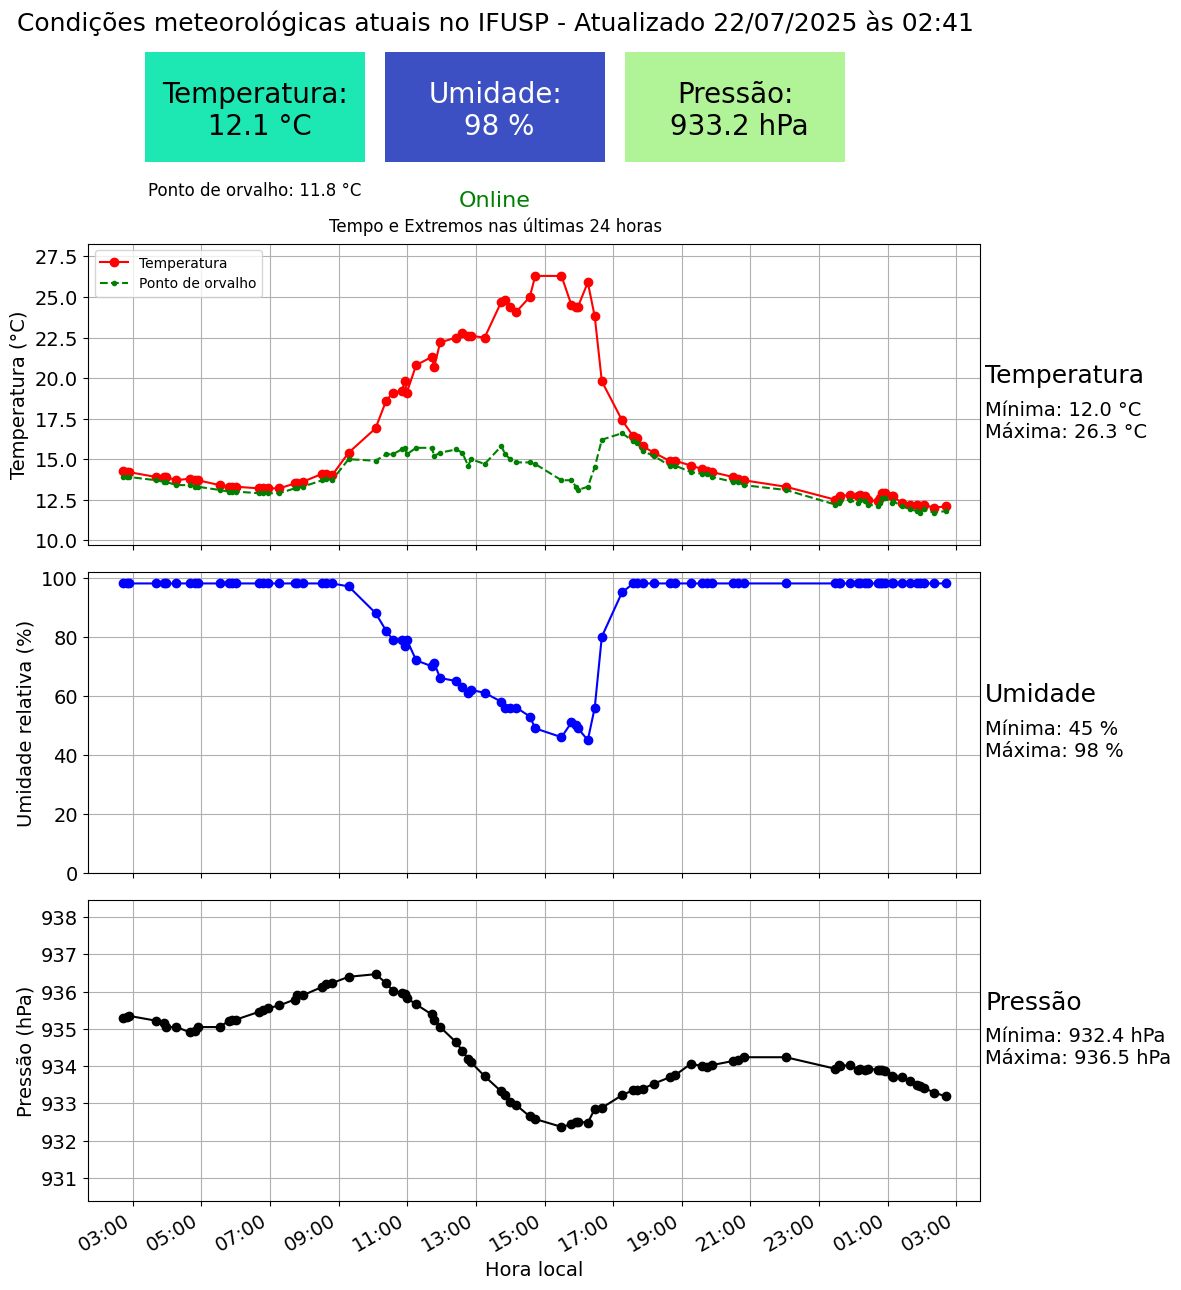 Condições meteorológicas atuais no IFUSP - Atualizado 22/07/2025 às 02:41
Temperatura:
12.1 °C
Umidade:
98 %
Pressão:
933.2 hPa
Ponto de orvalho: 11.8 °C
Online
Tempo e Extremos nas últimas 24 horas
Temperatura
Ponto de orvalho
27.5
25.0
22.5
20.0
17.5
15.0
12.5
10.0
Temperatura (°C)
Temperatura
Mínima: 12.0 °C
Máxima: 26.3 °C
100
80
60
40
20
0
Umidade relativa (%)
Umidade
Mínima: 45 %
Máxima: 98 %
938
937
936
935
934
933
932
931
Pressão (hPa)
Pressão
Mínima: 932.4 hPa
Máxima: 936.5 hPa
03:00 05:00 07:00 09:00 11:00 13:00 15:00 17:00 19:00 21:00 23:00 01:00 03:00
Hora local